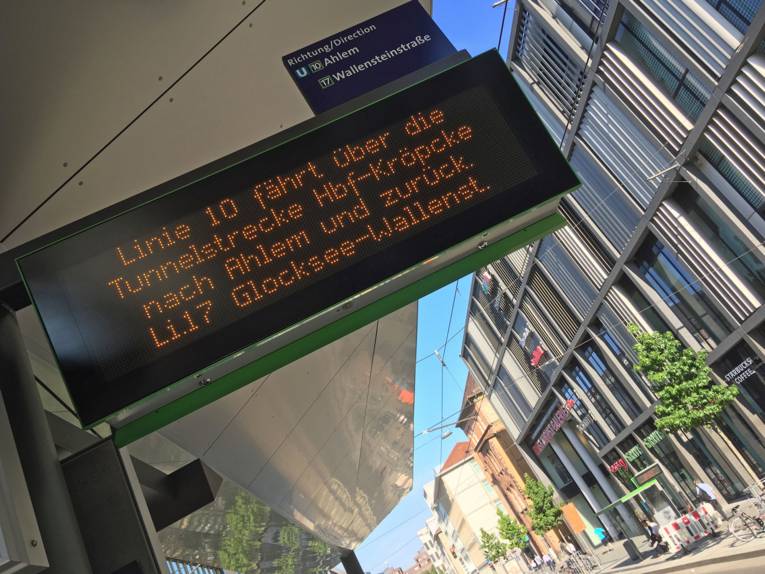 Richtung/Direction
U 10 Ahlem
17 Wallensteinstraße
Linie 10 fährt über die
Tunnelstrecke Hbf-Kröpcke
nach Ahlem und zurück.
Li.17 Glocksee-Wallenst.
STARBUCKS
COFFEE